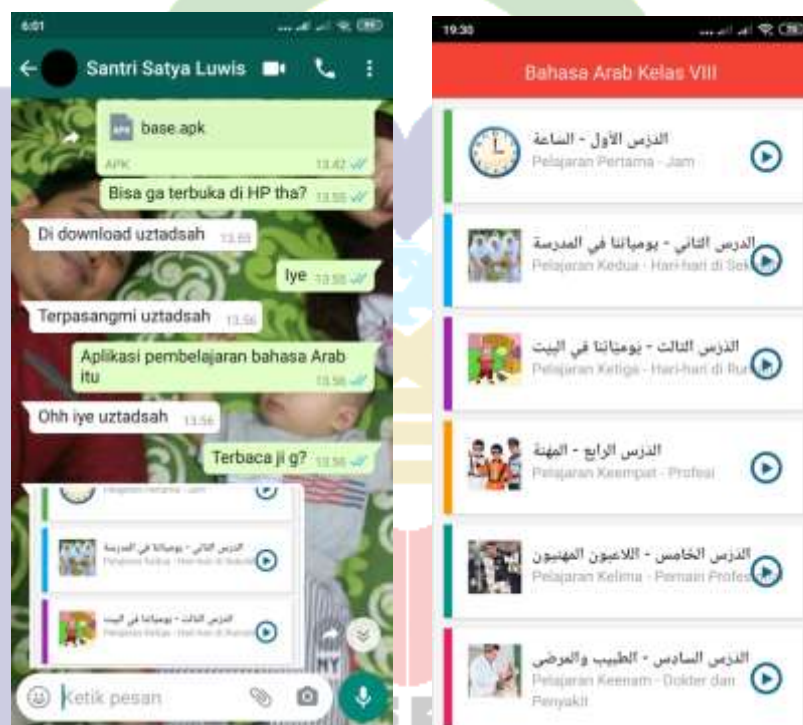 6:01
Santri Satya Luwis
base.apk
APK
13.42
Bisa ga terbuka di HP tha? 13.55
Di download uztadsah 13.55
Iye 13.55
Terpasangmi uztadsah 13.56
Aplikasi pembelajaran bahasa Arab
itu 13.56
Ohh iye uztadsah 13.56
Terbaca ji g? 13.56
الدرس الثاني - يومياتنا في المدرسة
الدرس الثالث - يومياتنا في البيت
Ketik pesan
19:30
Bahasa Arab Kelas VIII
الدرس الأول - الساعة
Pelajaran Pertama - Jam
الدرس الثاني - يومياتنا في المدرسة
Pelajaran Kedua - Hari-hari di
الدرس الثالث - يومياتنا في البيت
Pelajaran Ketiga - Hari-hari di
الدرس الرابع - المهنة
Pelajaran Keempat - Profesi
الدرس الخامس - اللاعبون المهنيون
Pelajaran Kelima - Pemain
الدرس السادس - الطبيب والمرضى
Pelajaran Keenam - Dokter dan
Penyakit